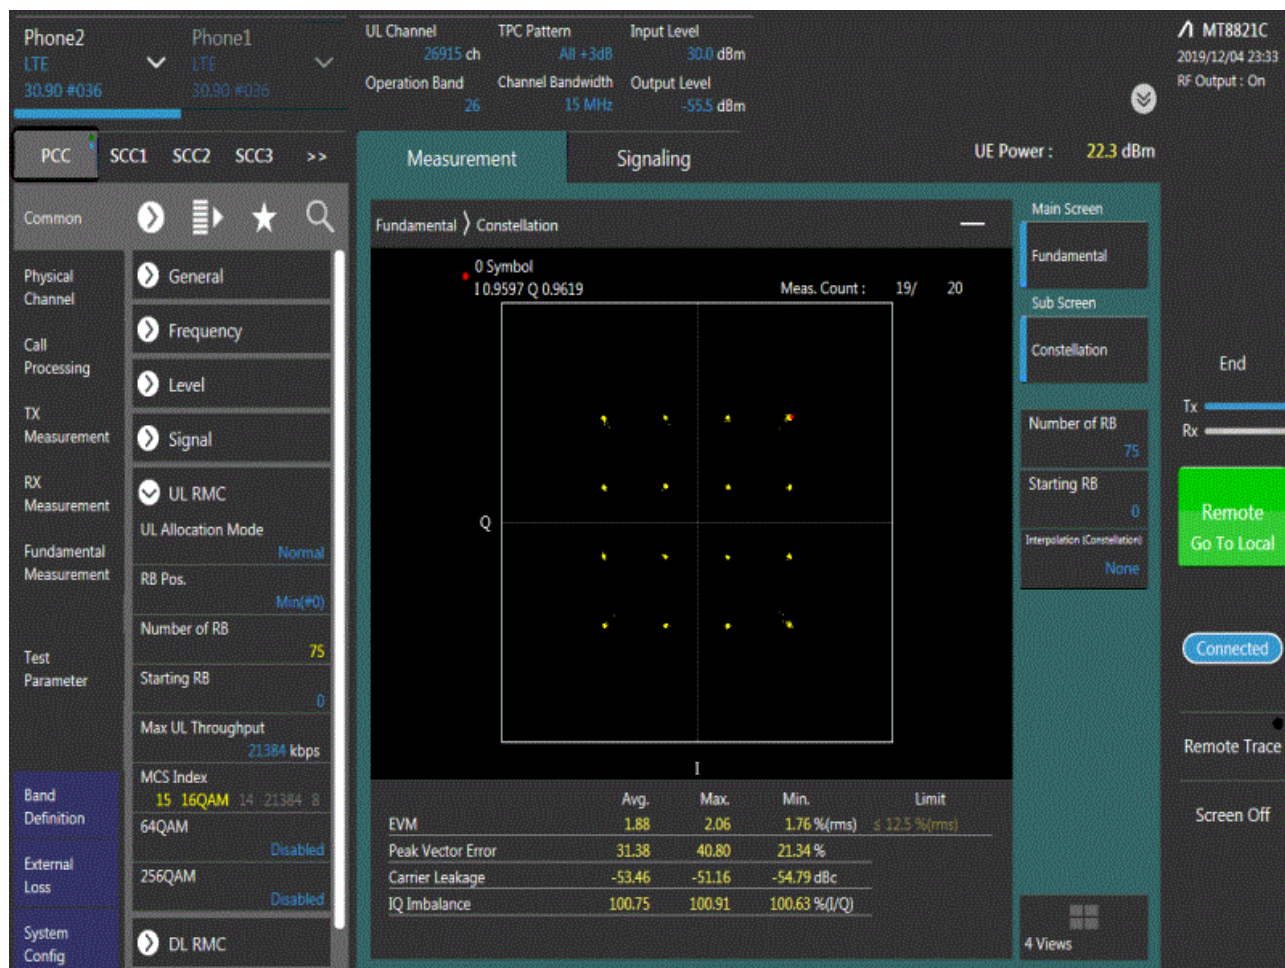 Phone2
LTE
30.90 #036
Phone1
LTE
30.90 #036
UL Channel
26915 ch
TPC Pattern
All +3dB
Input Level
30.0 dBm
Operation Band
26
Channel Bandwidth
15 MHz
Output Level
-55.5 dBm
MT8821C
2019/12/04 23:33
RF Output : On
PCC SCC1 SCC2 SCC3 >>
Measurement
Signaling
UE Power : 22.3 dBm
Common
Physical
Channel
Call
Processing
TX
Measurement
RX
Measurement
Fundamental
Measurement
Test
Parameter
Band
Definition
External
Loss
System
Config
General
Frequency
Level
Signal
UL RMC
UL Allocation Mode
Normal
RB Pos.
Min(#0)
Number of RB
75
Starting RB
0
Max UL Throughput
21384 kbps
MCS Index
15 16QAM 14 21384 8
64QAM
Disabled
256QAM
Disabled
DL RMC
Fundamental 〉 Constellation
0 Symbol
I 0.9597 Q 0.9619
Meas. Count : 19/ 20
Q
I
Avg. Max. Min. Limit
EVM 1.88 2.06 1.76 %(rms) ≤ 12.5 %(rms)
Peak Vector Error 31.38 40.80 21.34 %
Carrier Leakage -53.46 -51.16 -54.79 dBc
IQ Imbalance 100.75 100.91 100.63 %(I/Q)
Main Screen
Fundamental
Sub Screen
Constellation
Number of RB
75
Starting RB
0
Interpolation (Constellation)
None
4 Views
End
Tx
Rx
Remote
Go To Local
Connected
Remote Trace
Screen Off